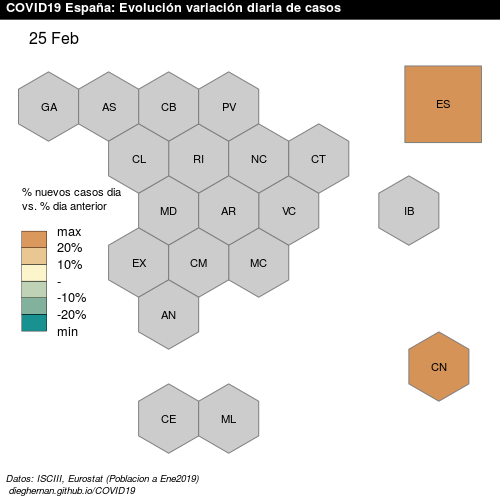 COVID19 España: Evolución variación diaria de casos
25 Feb
GA AS CB PV ES
CL RI NC CT
% nuevos casos dia
vs. % dia anterior
MD AR VC IB
max
20%
10%
-
-10%
-20%
min
EX CM MC
AN
CN
CE ML
Datos: ISCIII, Eurostat (Poblacion a Ene2019)
dieghernan.github.io/COVID19